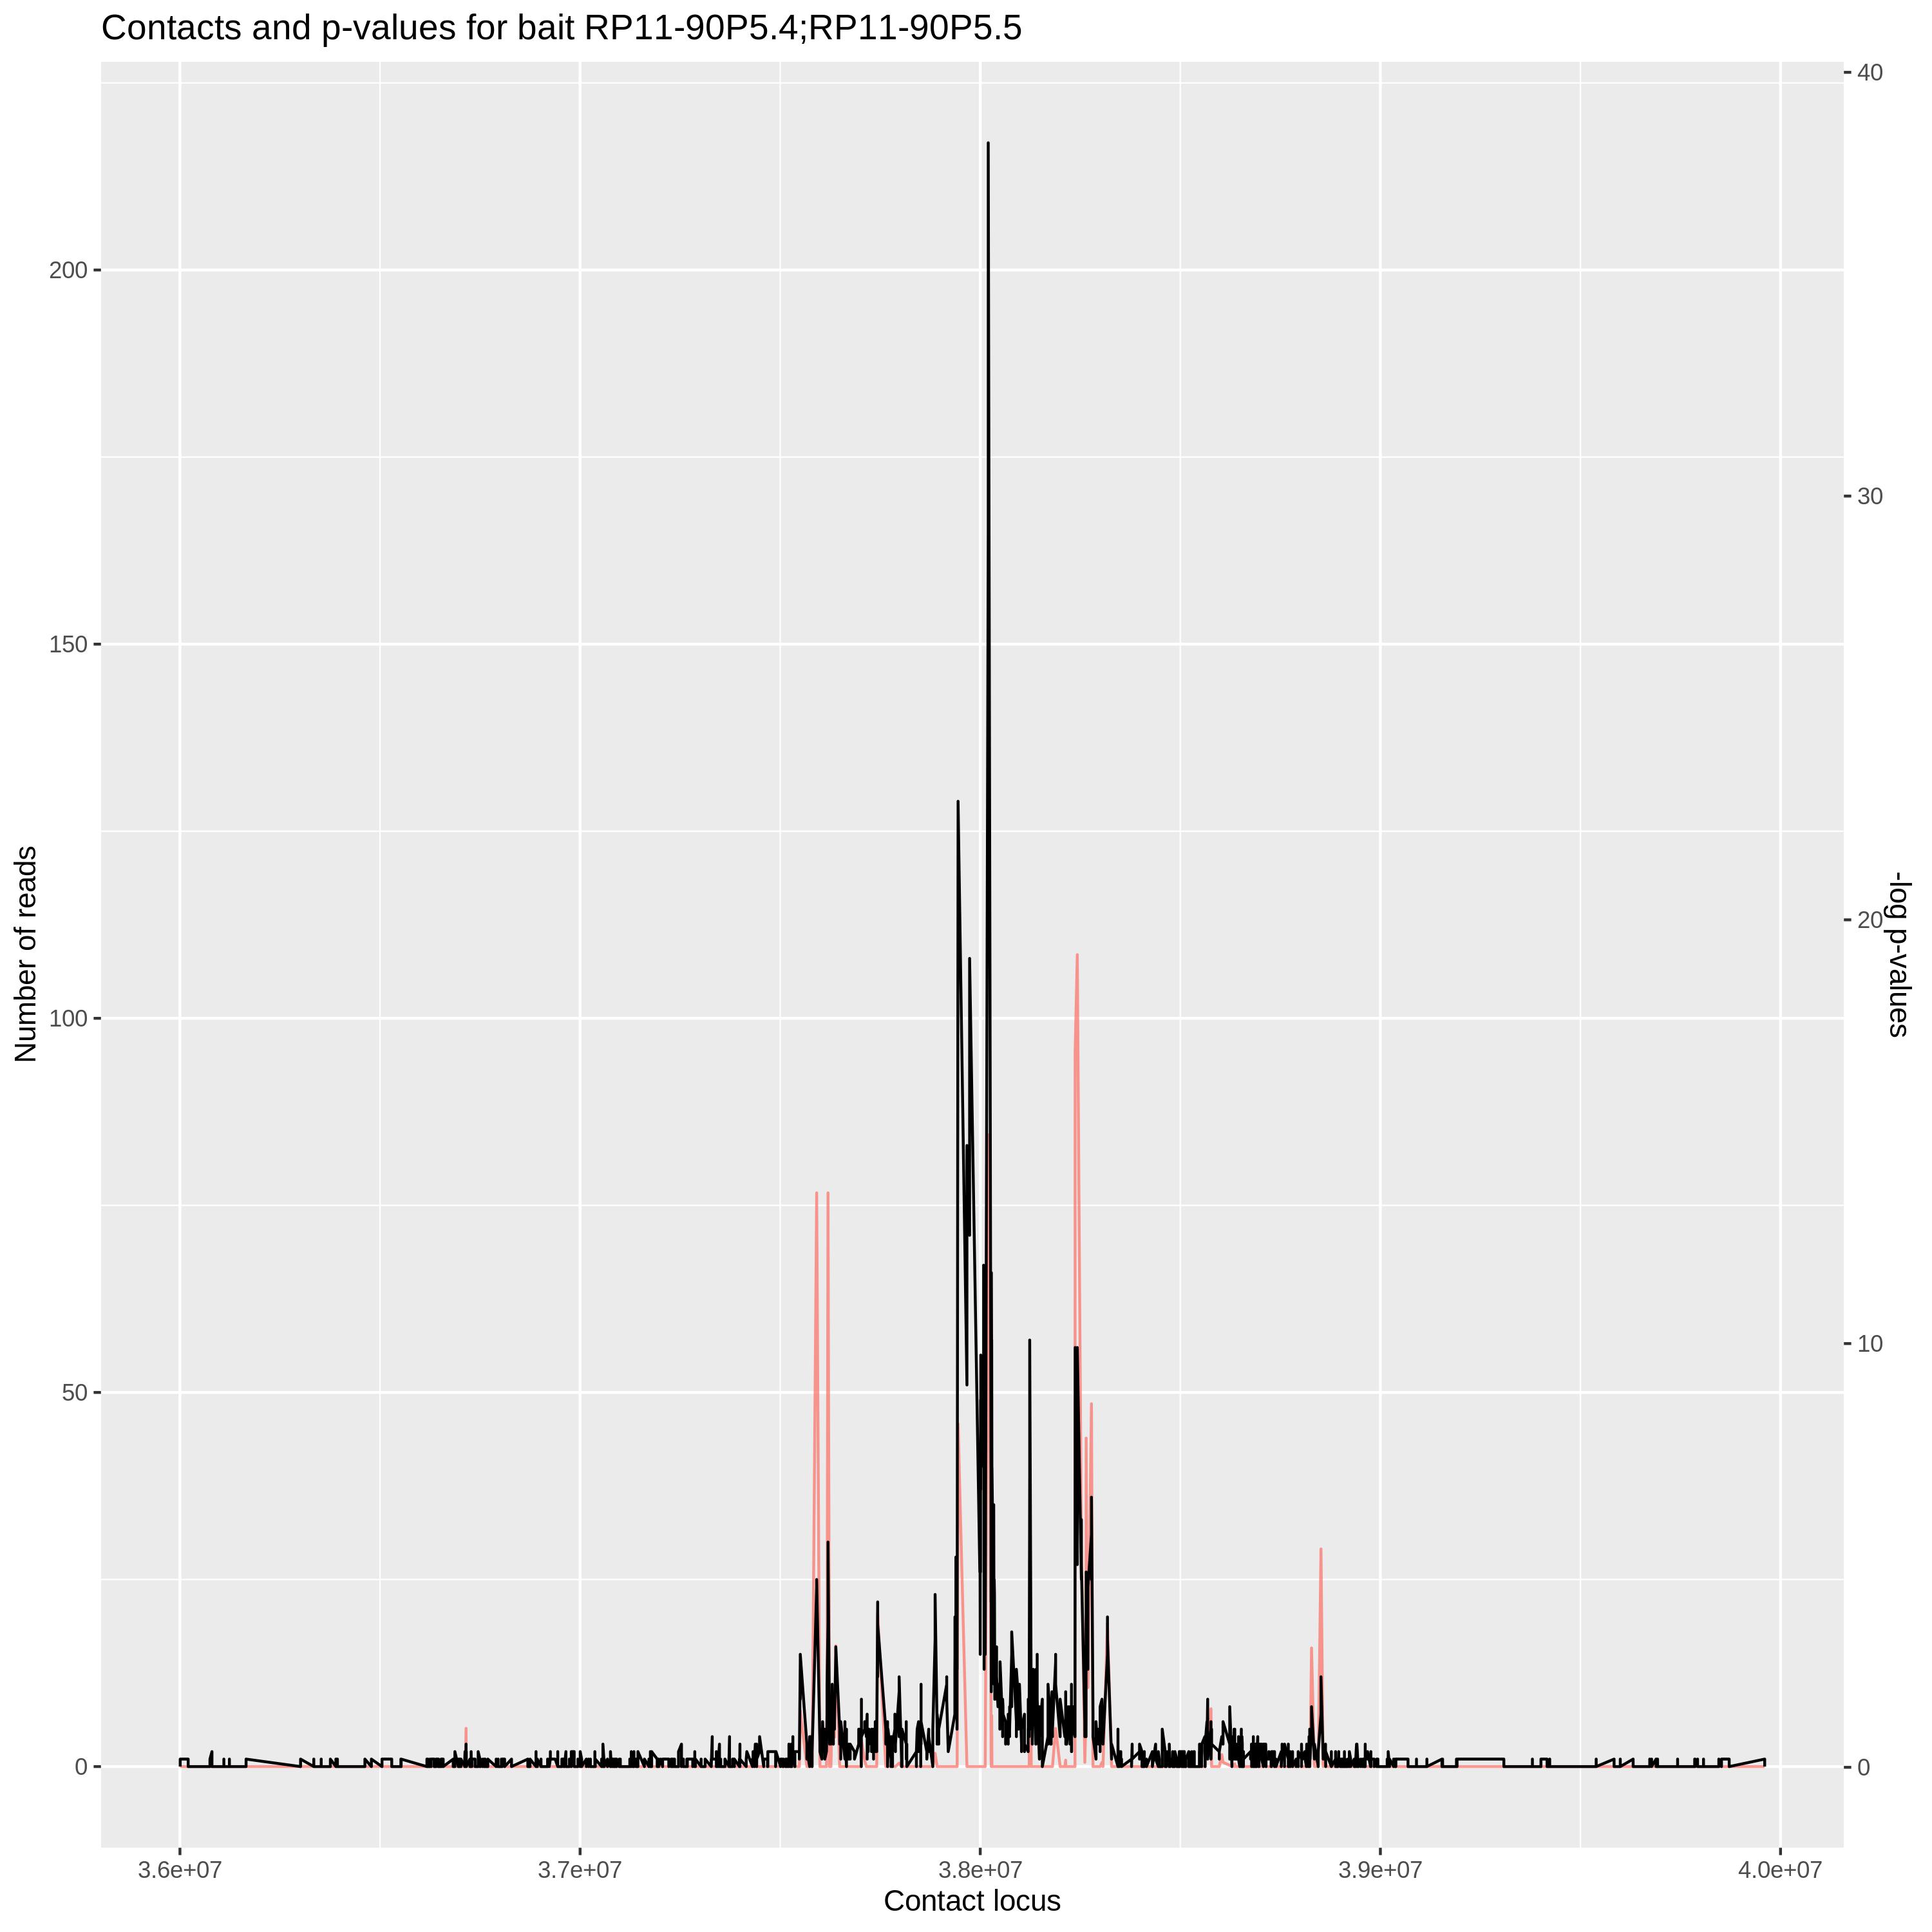 Contacts and p-values for bait RP11-90P5.4;RP11-90P5.5
40
200
30
150
20
100
10
50
0
0
Number of reads
-log p-values
3.6e+07 3.7e+07 3.8e+07 3.9e+07 4.0e+07
Contact locus